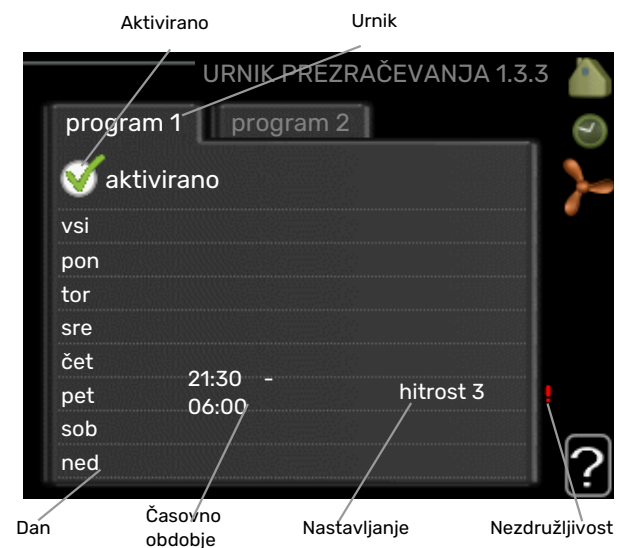 Aktivirano
Urnik
URNIK PREZRAČEVANJA 1.3.3
program 1
program 2
aktivirano
vsi
pon
tor
sre
čet
pet
21:30 -
06:00
hitrost 3
!
sob
ned
?
Dan
Časovno
obdobje
Nastavljanje
Nezdružljivost